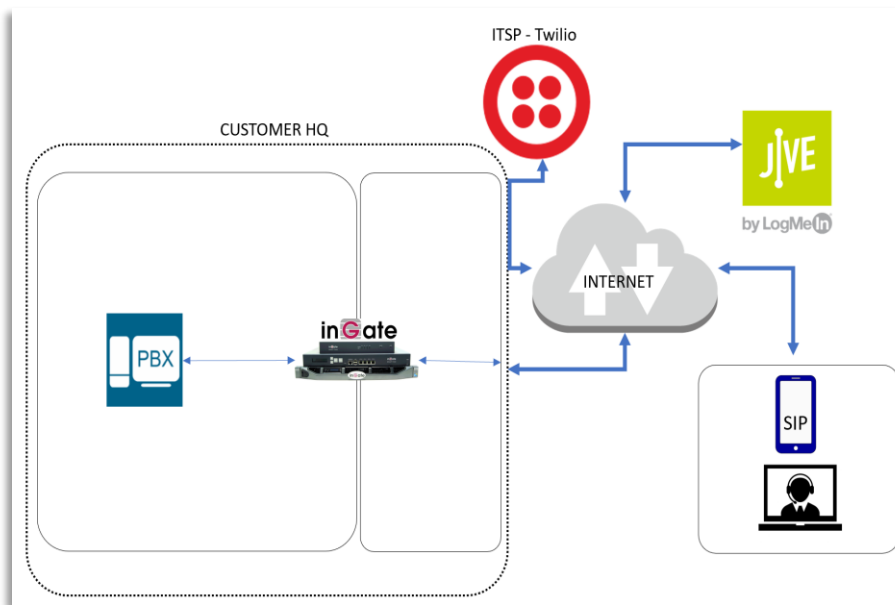 ITSP - Twilio
CUSTOMER HQ
JIVE
by LogMeIn
INTERNET
inGate
PBX
SIP